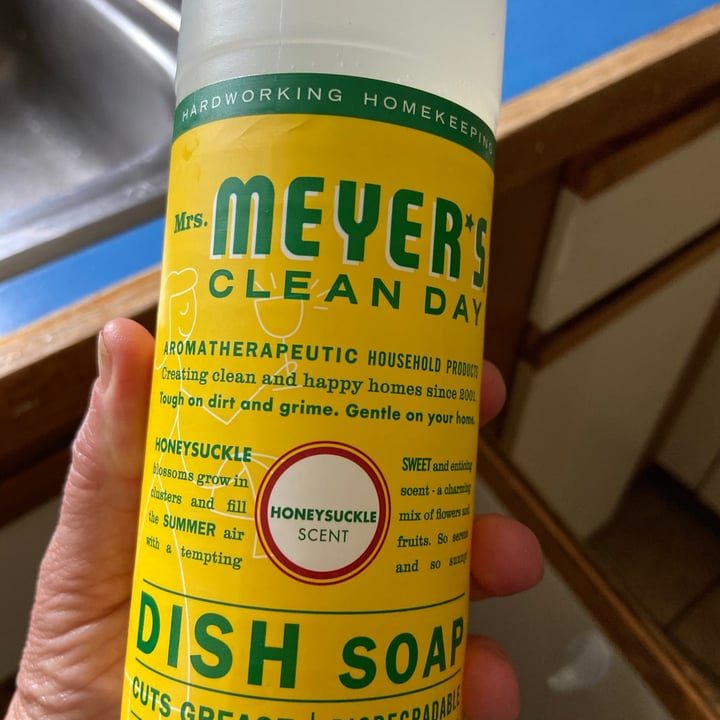 HARDWORKING HOMEKEEPING
Mrs. MEYER'S
CLEAN DAY
AROMATHERAPEUTIC HOUSEHOLD PRODUCTS
Creating clean and happy homes since 2001.
Tough on dirt and grime. Gentle on your home.
HONEYSUCKLE
blossoms grow in
clusters and fill
the SUMMER air
with a tempting
HONEYSUCKLE
SCENT
SWEET and enticing
scent - a charming
mix of flowers and
fruits. So serene
and so sunny!
DISH SOAP
CUTS GREASE | BIODEGRADABLE